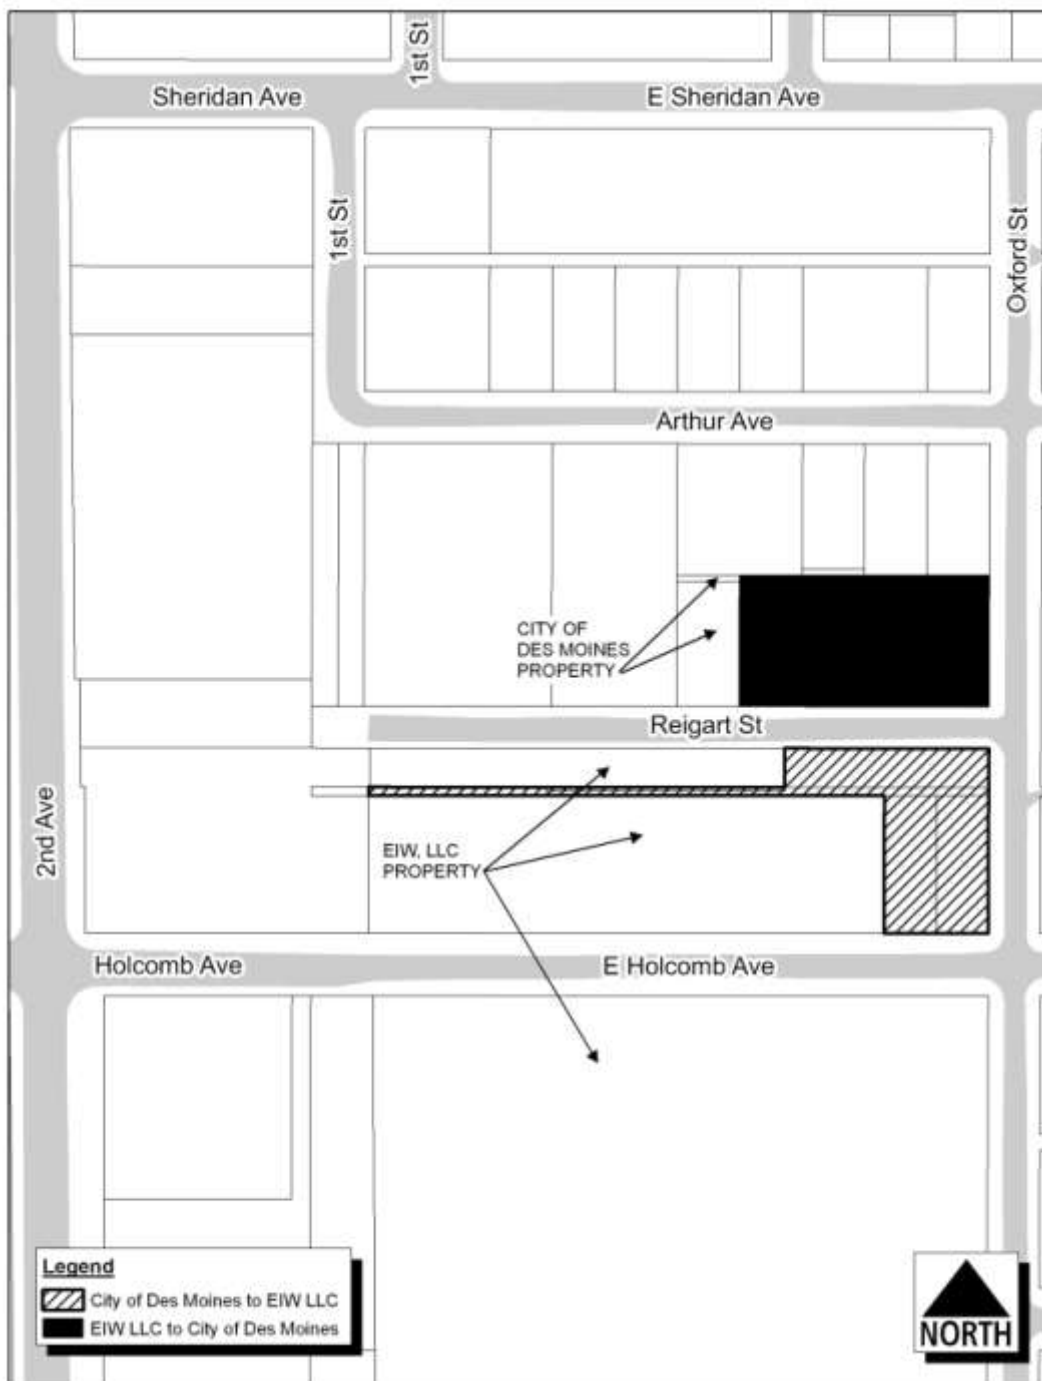 1st St
Sheridan Ave
E Sheridan Ave
1st St
Oxford St
Arthur Ave
CITY OF
DES MOINES
PROPERTY
Reigart St
2nd Ave
EIW, LLC
PROPERTY
Holcomb Ave
E Holcomb Ave
Legend
City of Des Moines to EIW LLC
EIW LLC to City of Des Moines
NORTH